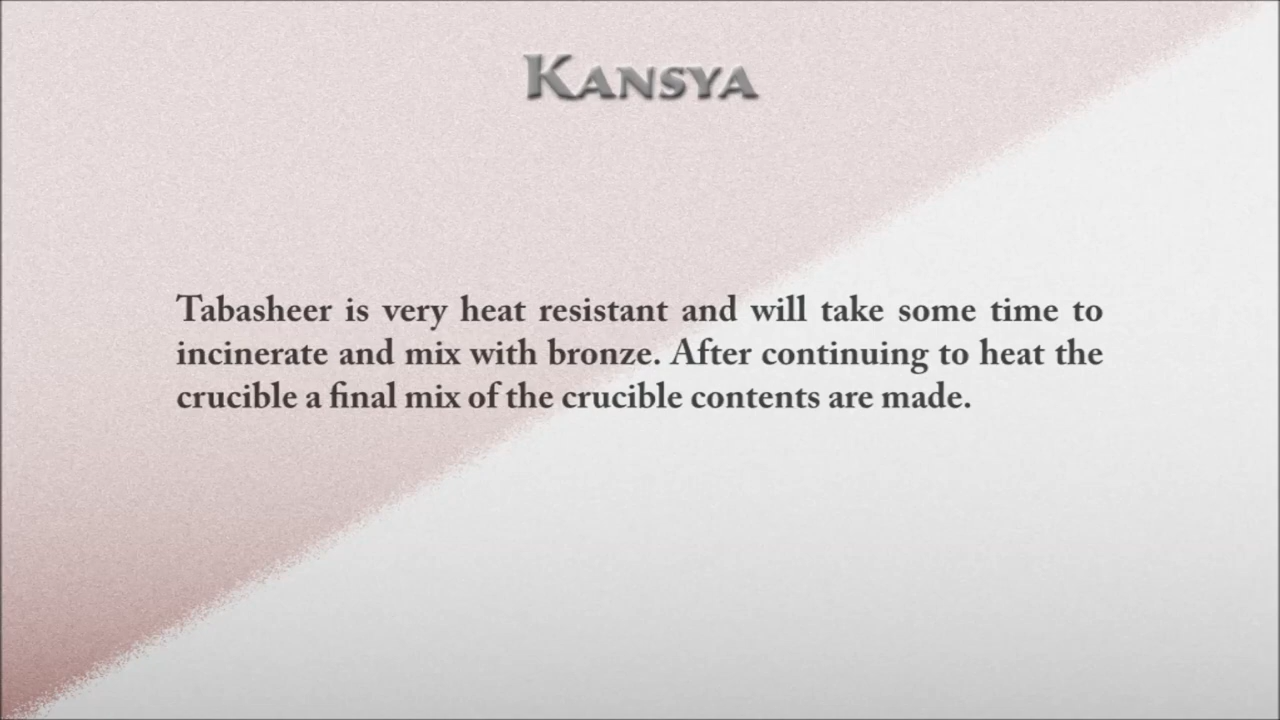 Kansya
Tabasheer is very heat resistant and will take some time to
incinerate and mix with bronze. After continuing to heat the
crucible a final mix of the crucible contents are made.